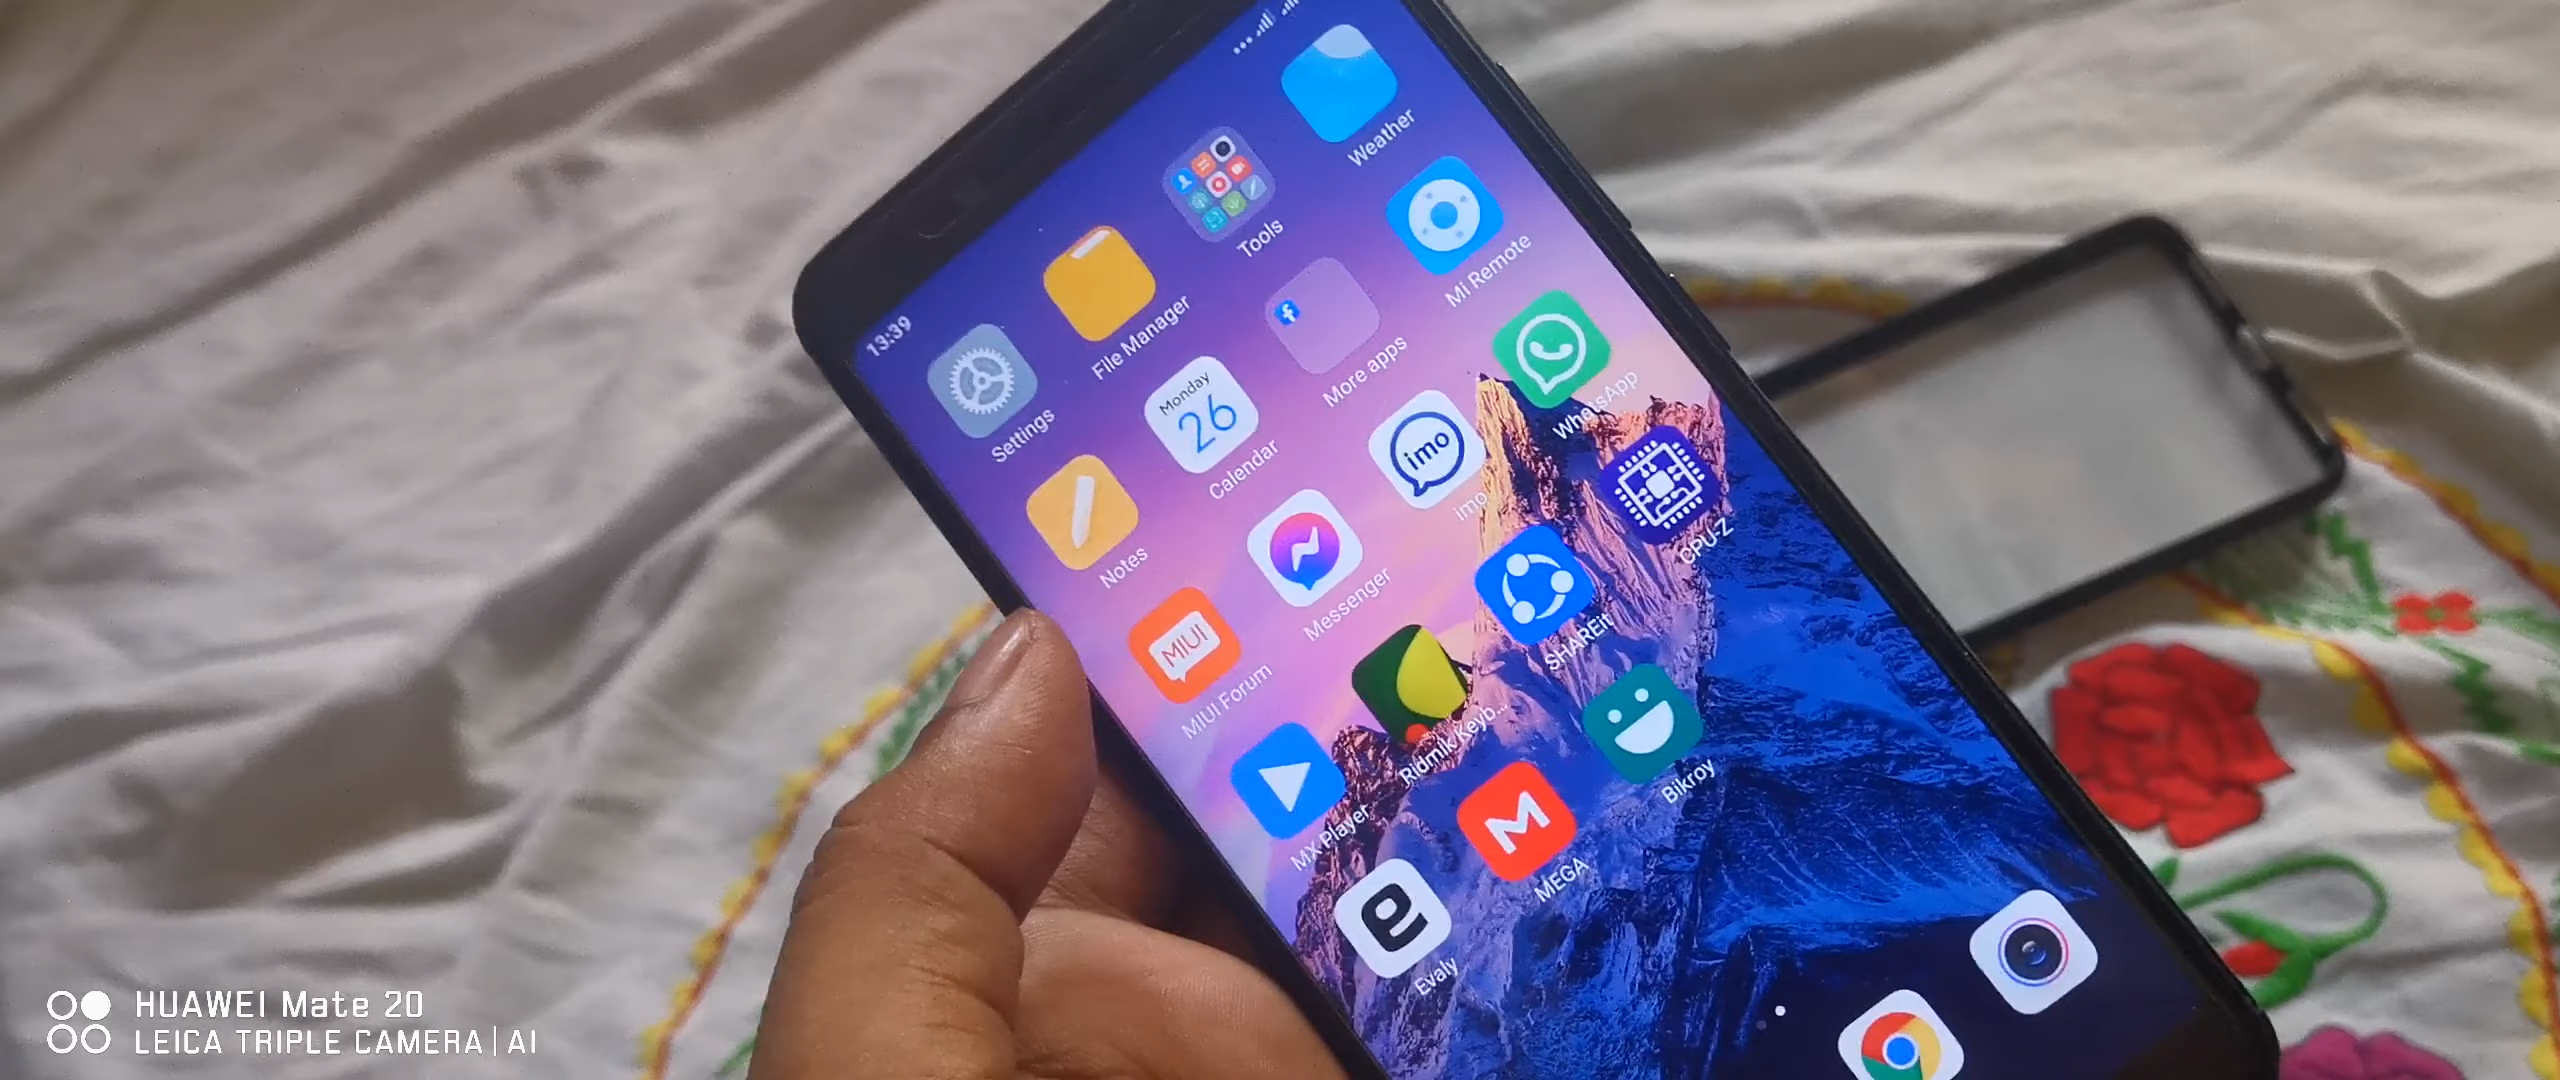 13:39
Settings
File Manager
Tools
Weather
Notes
Monday
26
Calendar
More apps
Mi Remote
MIUI
MIUI Forum
Messenger
imo
imo
WhatsApp
MX Player
Ridmik Keyb...
SHAREit
CPU-Z
e
Evaly
M
MEGA
Bikroy
HUAWEI Mate 20
LEICA TRIPLE CAMERA|AI